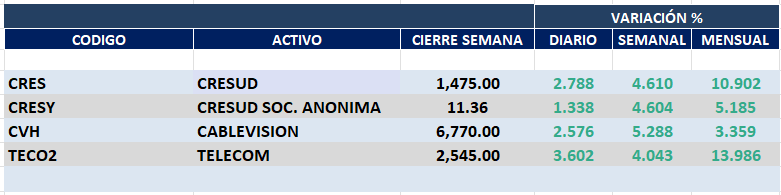 VARIACIÓN %
CODIGO ACTIVO CIERRE SEMANA DIARIO SEMANAL MENSUAL
CRES CRESUD 1,475.00 2.788 4.610 10.902
CRESY CRESUD SOC. ANONIMA 11.36 1.338 4.604 5.185
CVH CABLEVISION 6,770.00 2.576 5.288 3.359
TECO2 TELECOM 2,545.00 3.602 4.043 13.986